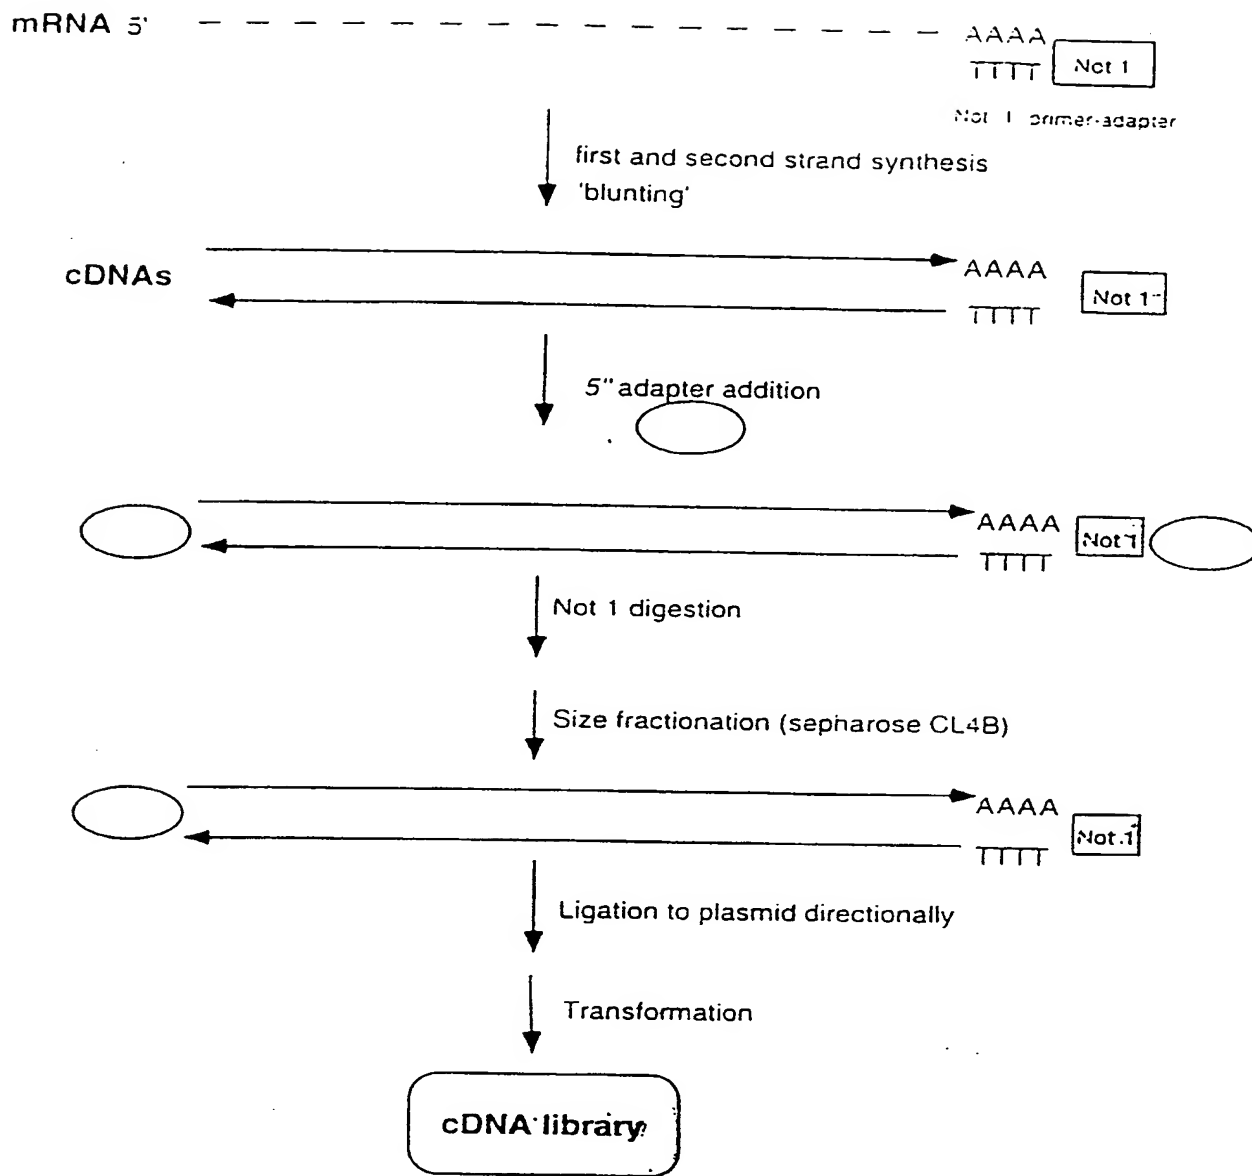 mRNA 5'
AAAA
TTTT Not 1
Not 1 primer-adapter
first and second strand synthesis
'blunting'
cDNAs
AAAA
TTTT Not 1
5" adapter addition
AAAA
TTTT Not 1
Not 1 digestion
Size fractionation (sepharose CL4B)
AAAA
TTTT Not 1
Ligation to plasmid directionally
Transformation
cDNA library